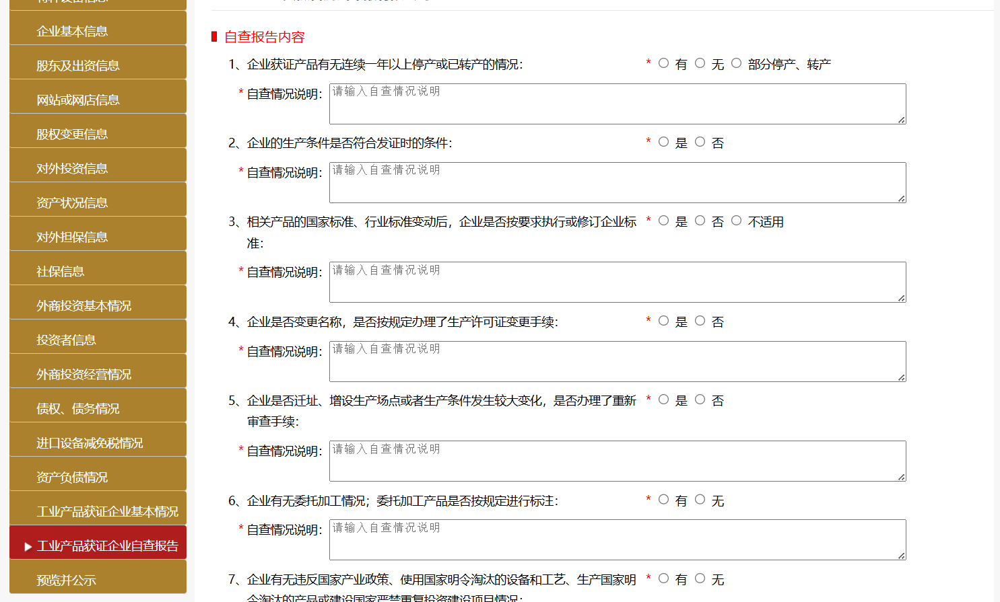 企业基本信息
股东及出资信息
网站或网店信息
股权变更信息
对外投资信息
资产状况信息
对外担保信息
社保信息
外商投资基本情况
投资者信息
外商投资经营情况
债权、债务情况
进口设备减免税情况
资产负债情况
工业产品获证企业基本情况
工业产品获证企业自查报告
预览并公示
自查报告内容
1、企业获证产品有无连续一年以上停产或已转产的情况： * 有 无 部分停产、转产
* 自查情况说明： 请输入自查情况说明
2、企业的生产条件是否符合发证时的条件： * 是 否
* 自查情况说明： 请输入自查情况说明
3、相关产品的国家标准、行业标准变动后，企业是否按要求执行或修订企业标 * 是 否 不适用
准：
* 自查情况说明： 请输入自查情况说明
4、企业是否变更名称，是否按规定办理了生产许可证变更手续： * 是 否
* 自查情况说明： 请输入自查情况说明
5、企业是否迁址、增设生产场点或者生产条件发生较大变化，是否办理了重新 * 是 否
审查手续：
* 自查情况说明： 请输入自查情况说明
6、企业有无委托加工情况；委托加工产品是否按规定进行标注： * 有 无
* 自查情况说明： 请输入自查情况说明
7、企业有无违反国家产业政策、使用国家明令淘汰的设备和工艺、生产国家明 * 有 无
令淘汰的产品或建设国家严禁重复投资建设项目情况：